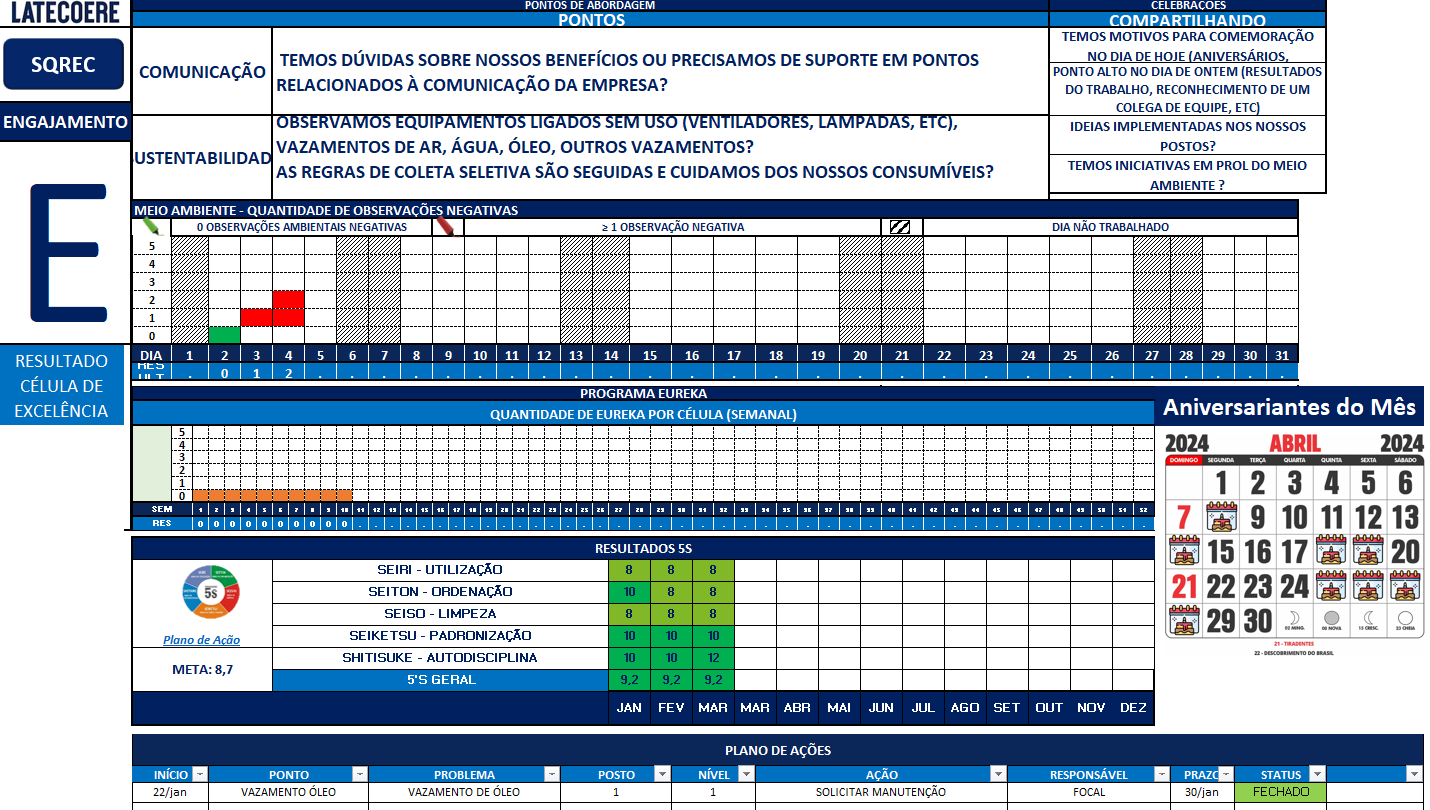 LATECOERE
SQREC
ENGAJAMENTO
E
RESULTADO
CÉLULA DE
EXCELÊNCIA
PONTOS DE ABORDAGEM
PONTOS
COMUNICAÇÃO
TEMOS DÚVIDAS SOBRE NOSSOS BENEFÍCIOS OU PRECISAMOS DE SUPORTE EM PONTOS
RELACIONADOS À COMUNICAÇÃO DA EMPRESA?
USTENTABILIDAD
OBSERVAMOS EQUIPAMENTOS LIGADOS SEM USO (VENTILADORES, LAMPADAS, ETC),
VAZAMENTOS DE AR, ÁGUA, ÓLEO, OUTROS VAZAMENTOS?
AS REGRAS DE COLETA SELETIVA SÃO SEGUIDAS E CUIDAMOS DOS NOSSOS CONSUMÍVEIS?
CELEBRAÇÕES
COMPARTILHANDO
TEMOS MOTIVOS PARA COMEMORAÇÃO
NO DIA DE HOJE (ANIVERSÁRIOS,
PONTO ALTO NO DIA DE ONTEM (RESULTADOS
DO TRABALHO, RECONHECIMENTO DE UM
COLEGA DE EQUIPE, ETC)
IDEIAS IMPLEMENTADAS NOS NOSSOS
POSTOS?
TEMOS INICIATIVAS EM PROL DO MEIO
AMBIENTE ?
MEIO AMBIENTE - QUANTIDADE DE OBSERVAÇÕES NEGATIVAS
0 OBSERVAÇÕES AMBIENTAIS NEGATIVAS ≥ 1 OBSERVAÇÃO NEGATIVA DIA NÃO TRABALHADO
5
4
3
2
1
0
DIA 1 2 3 4 5 6 7 8 9 10 11 12 13 14 15 16 17 18 19 20 21 22 23 24 25 26 27 28 29 30 31
RES
ULT . 0 1 2 . . . . . . . . . . . . . . . . . . . . . . . . . . .
PROGRAMA EUREKA
QUANTIDADE DE EUREKA POR CÉLULA (SEMANAL)
5
4
3
2
1
0
SEM 1 2 3 4 5 6 7 8 9 10 11 12 13 14 15 16 17 18 19 20 21 22 23 24 25 26 27 28 29 30 31 32 33 34 35 36 37 38 39 40 41 42 43 44 45 46 47 48 49 50 51 52
RES 0 0 0 0 0 0 0 0 0 0 . . . . . . . . . . . . . . . . . . . . . . . . . . . . . . . . . . . . . . . . . .
Aniversariantes do Mês
2024 ABRIL 2024
DOMINGO SEGUNDA TERÇA QUARTA QUINTA SEXTA SÁBADO
1 2 3 4 5 6
7 9 10 11 12 13
15 16 17 20
21 22 23 24
29 30 02 MING. 08 NOVA 15 CRESC. 23 CHEIA
21 - TIRADENTES
22 - DESCOBRIMENTO DO BRASIL
RESULTADOS 5S
5S
Plano de Ação
META: 8,7
SEIRI - UTILIZAÇÃO 8 8 8
SEITON - ORDENAÇÃO 10 8 8
SEISO - LIMPEZA 8 8 8
SEIKETSU - PADRONIZAÇÃO 10 10 10
SHITISUKE - AUTODISCIPLINA 10 10 12
5'S GERAL 9,2 9,2 9,2
JAN FEV MAR MAR ABR MAI JUN JUL AGO SET OUT NOV DEZ
PLANO DE AÇÕES
INÍCIO PONTO PROBLEMA POSTO NÍVEL AÇÃO RESPONSÁVEL PRAZC STATUS
22/jan VAZAMENTO ÓLEO VAZAMENTO DE ÓLEO 1 1 SOLICITAR MANUTENÇÃO FOCAL 30/jan FECHADO